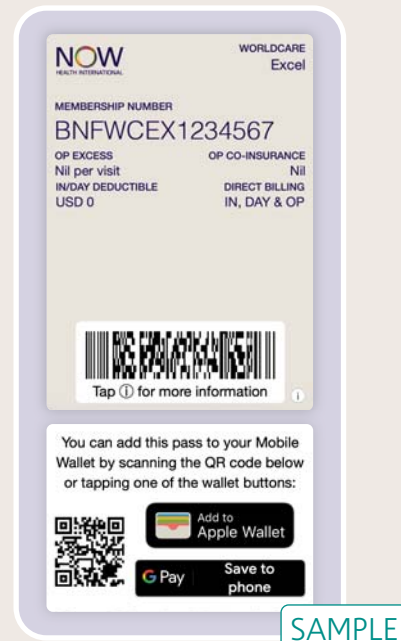 NOW
HEALTH INTERNATIONAL
WORLDCARE
Excel
MEMBERSHIP NUMBER
BNFWCEX1234567
OP EXCESS OP CO-INSURANCE
Nil per visit Nil
IN/DAY DEDUCTIBLE DIRECT BILLING
USD 0 IN, DAY & OP
Tap ⓘ for more information
You can add this pass to your Mobile
Wallet by scanning the QR code below
or tapping one of the wallet buttons:
Add to
Apple Wallet
G Pay
Save to
phone
SAMPLE